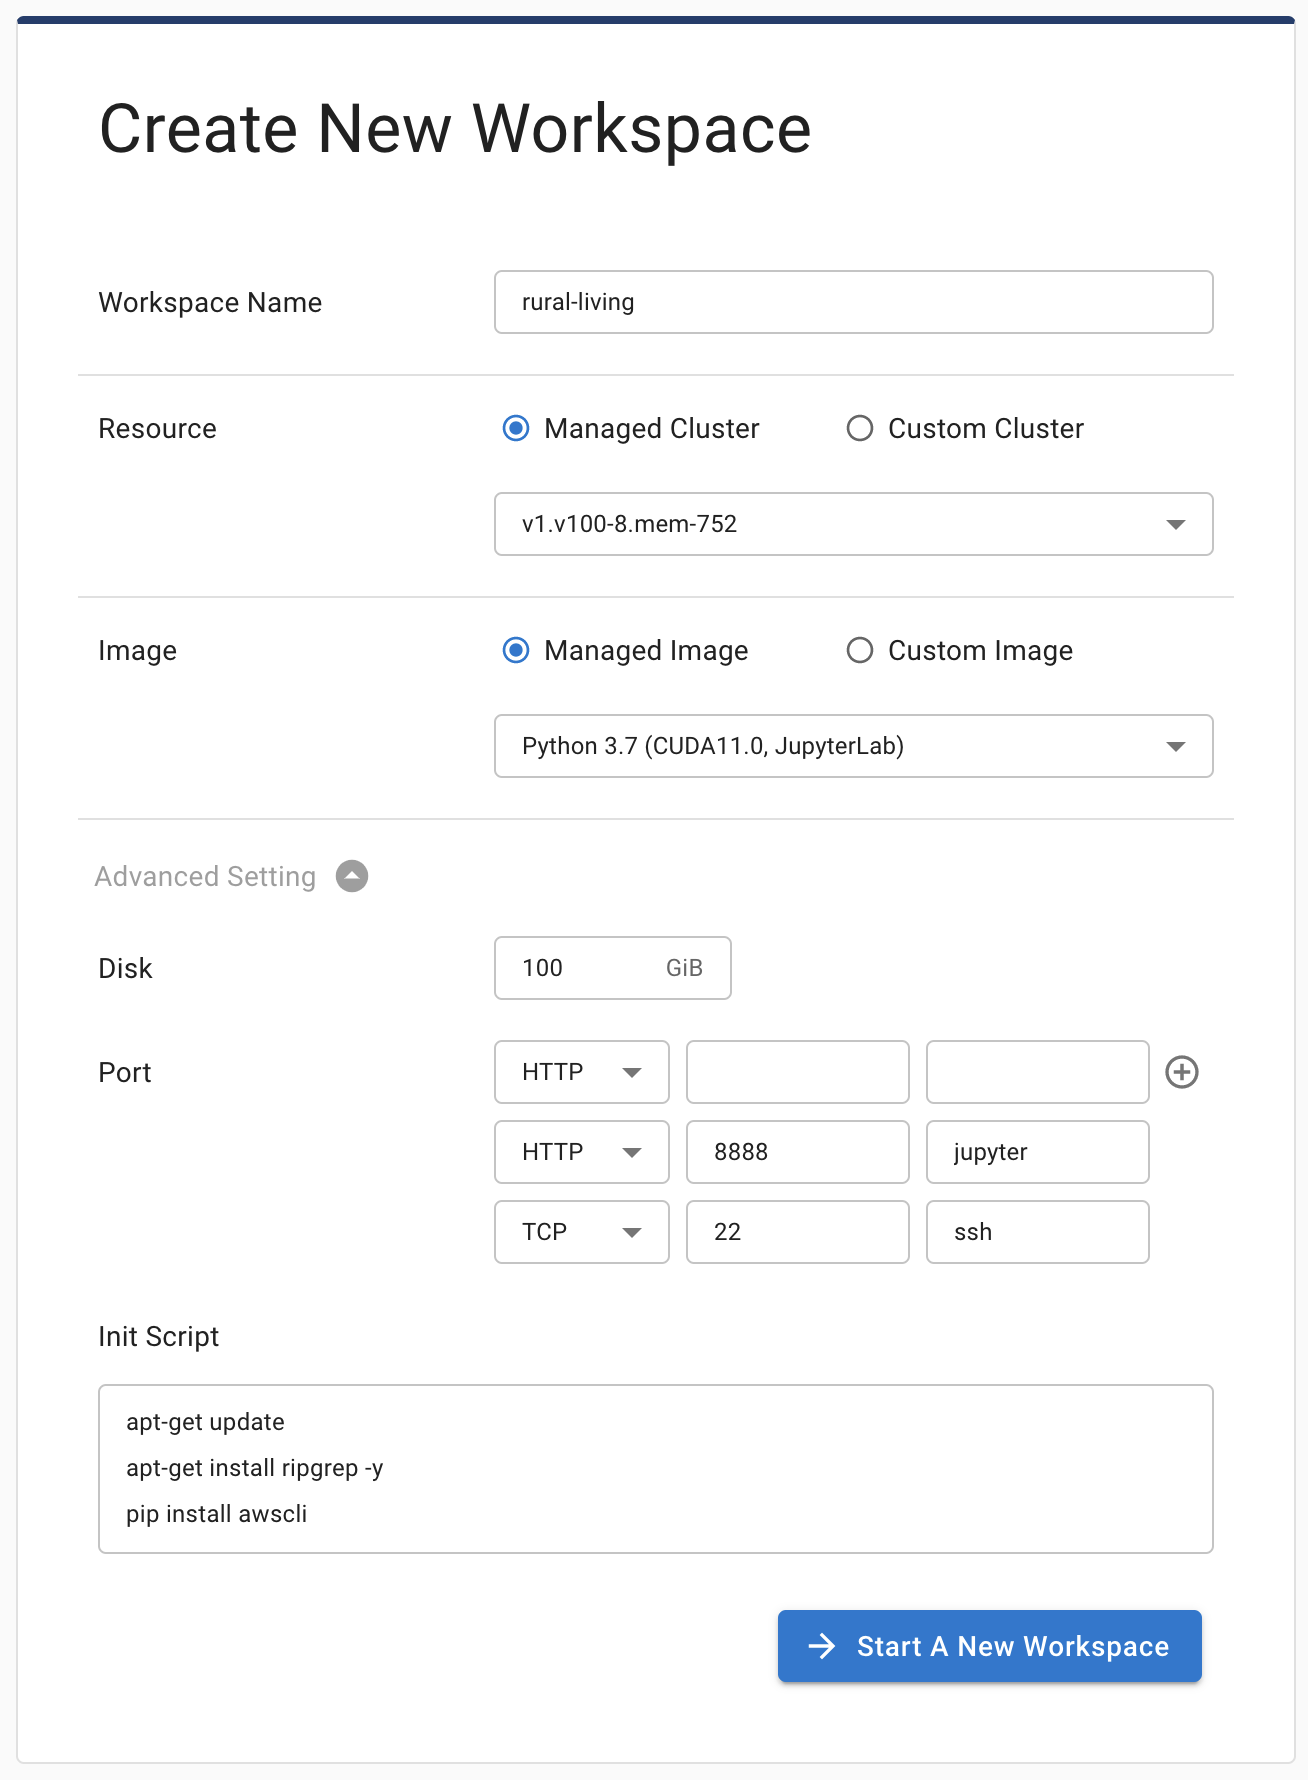 Create New Workspace
Workspace Name
rural-living
Resource
Managed Cluster
Custom Cluster
v1.v100-8.mem-752
Image
Managed Image
Custom Image
Python 3.7 (CUDA11.0, JupyterLab)
Advanced Setting
Disk
100 GiB
Port
HTTP
HTTP 8888 jupyter
TCP 22 ssh
Init Script
apt-get update
apt-get install ripgrep -y
pip install awscli
Start A New Workspace